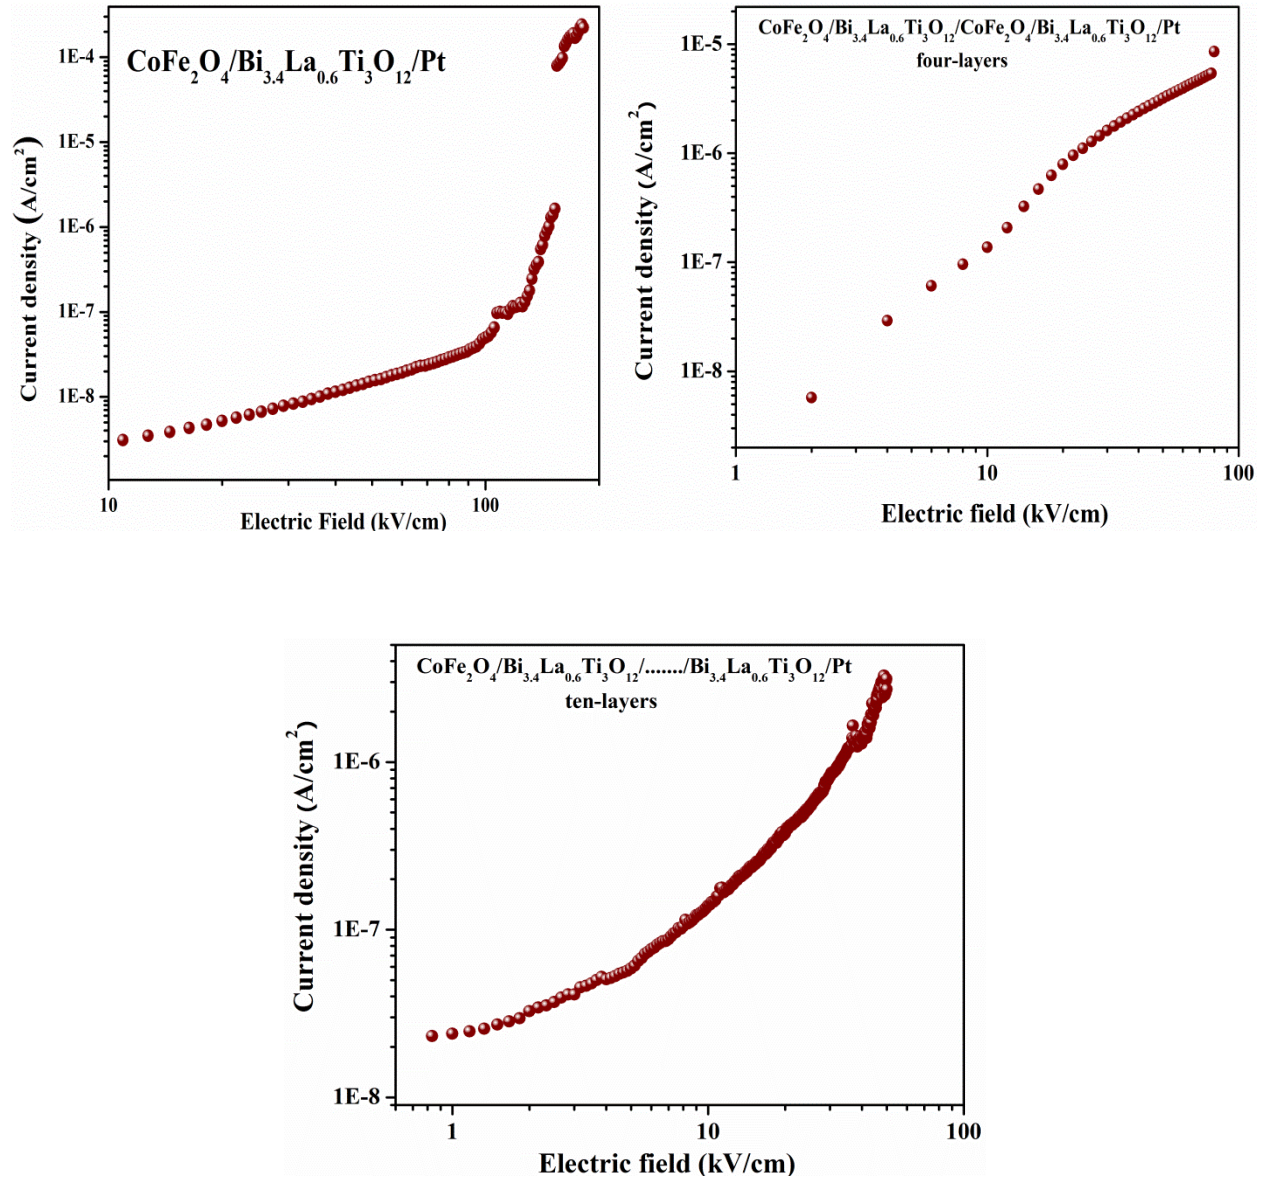 CoFe2O4/Bi3.4La0.6Ti3O12/Pt
1E-4
1E-5
1E-6
1E-7
1E-8
Current density (A/cm2)
10
100
Electric Field (kV/cm)
CoFe2O4/Bi3.4La0.6Ti3O12/CoFe2O4/Bi3.4La0.6Ti3O12/Pt
four-layers
1E-5
1E-6
1E-7
1E-8
Current density (A/cm2)
1
10
100
Electric field (kV/cm)
CoFe2O4/Bi3.4La0.6Ti3O12/......./Bi3.4La0.6Ti3O12/Pt
ten-layers
1E-6
1E-7
1E-8
Current density (A/cm2)
1
10
100
Electric field (kV/cm)